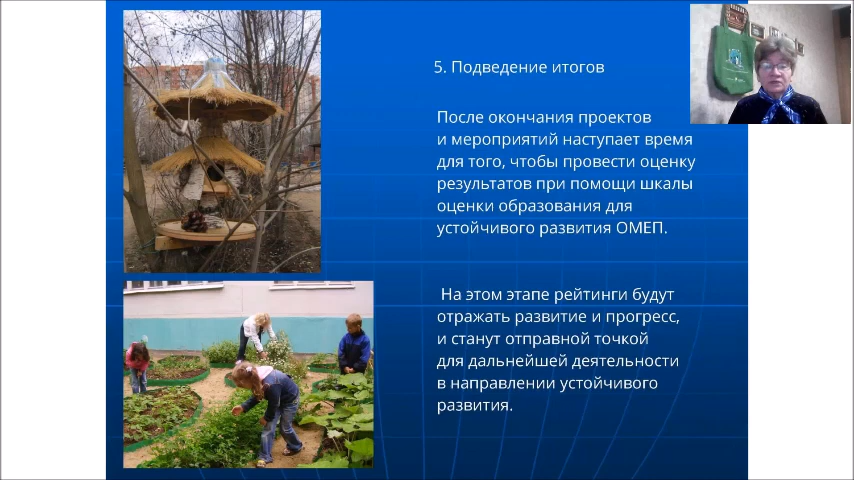 5. Подведение итогов
После окончания проектов
и мероприятий наступает время
для того, чтобы провести оценку
результатов при помощи шкалы
оценки образования для
устойчивого развития ОМЕП.
На этом этапе рейтинги будут
отражать развитие и прогресс,
и станут отправной точкой
для дальнейшей деятельности
в направлении устойчивого
развития.